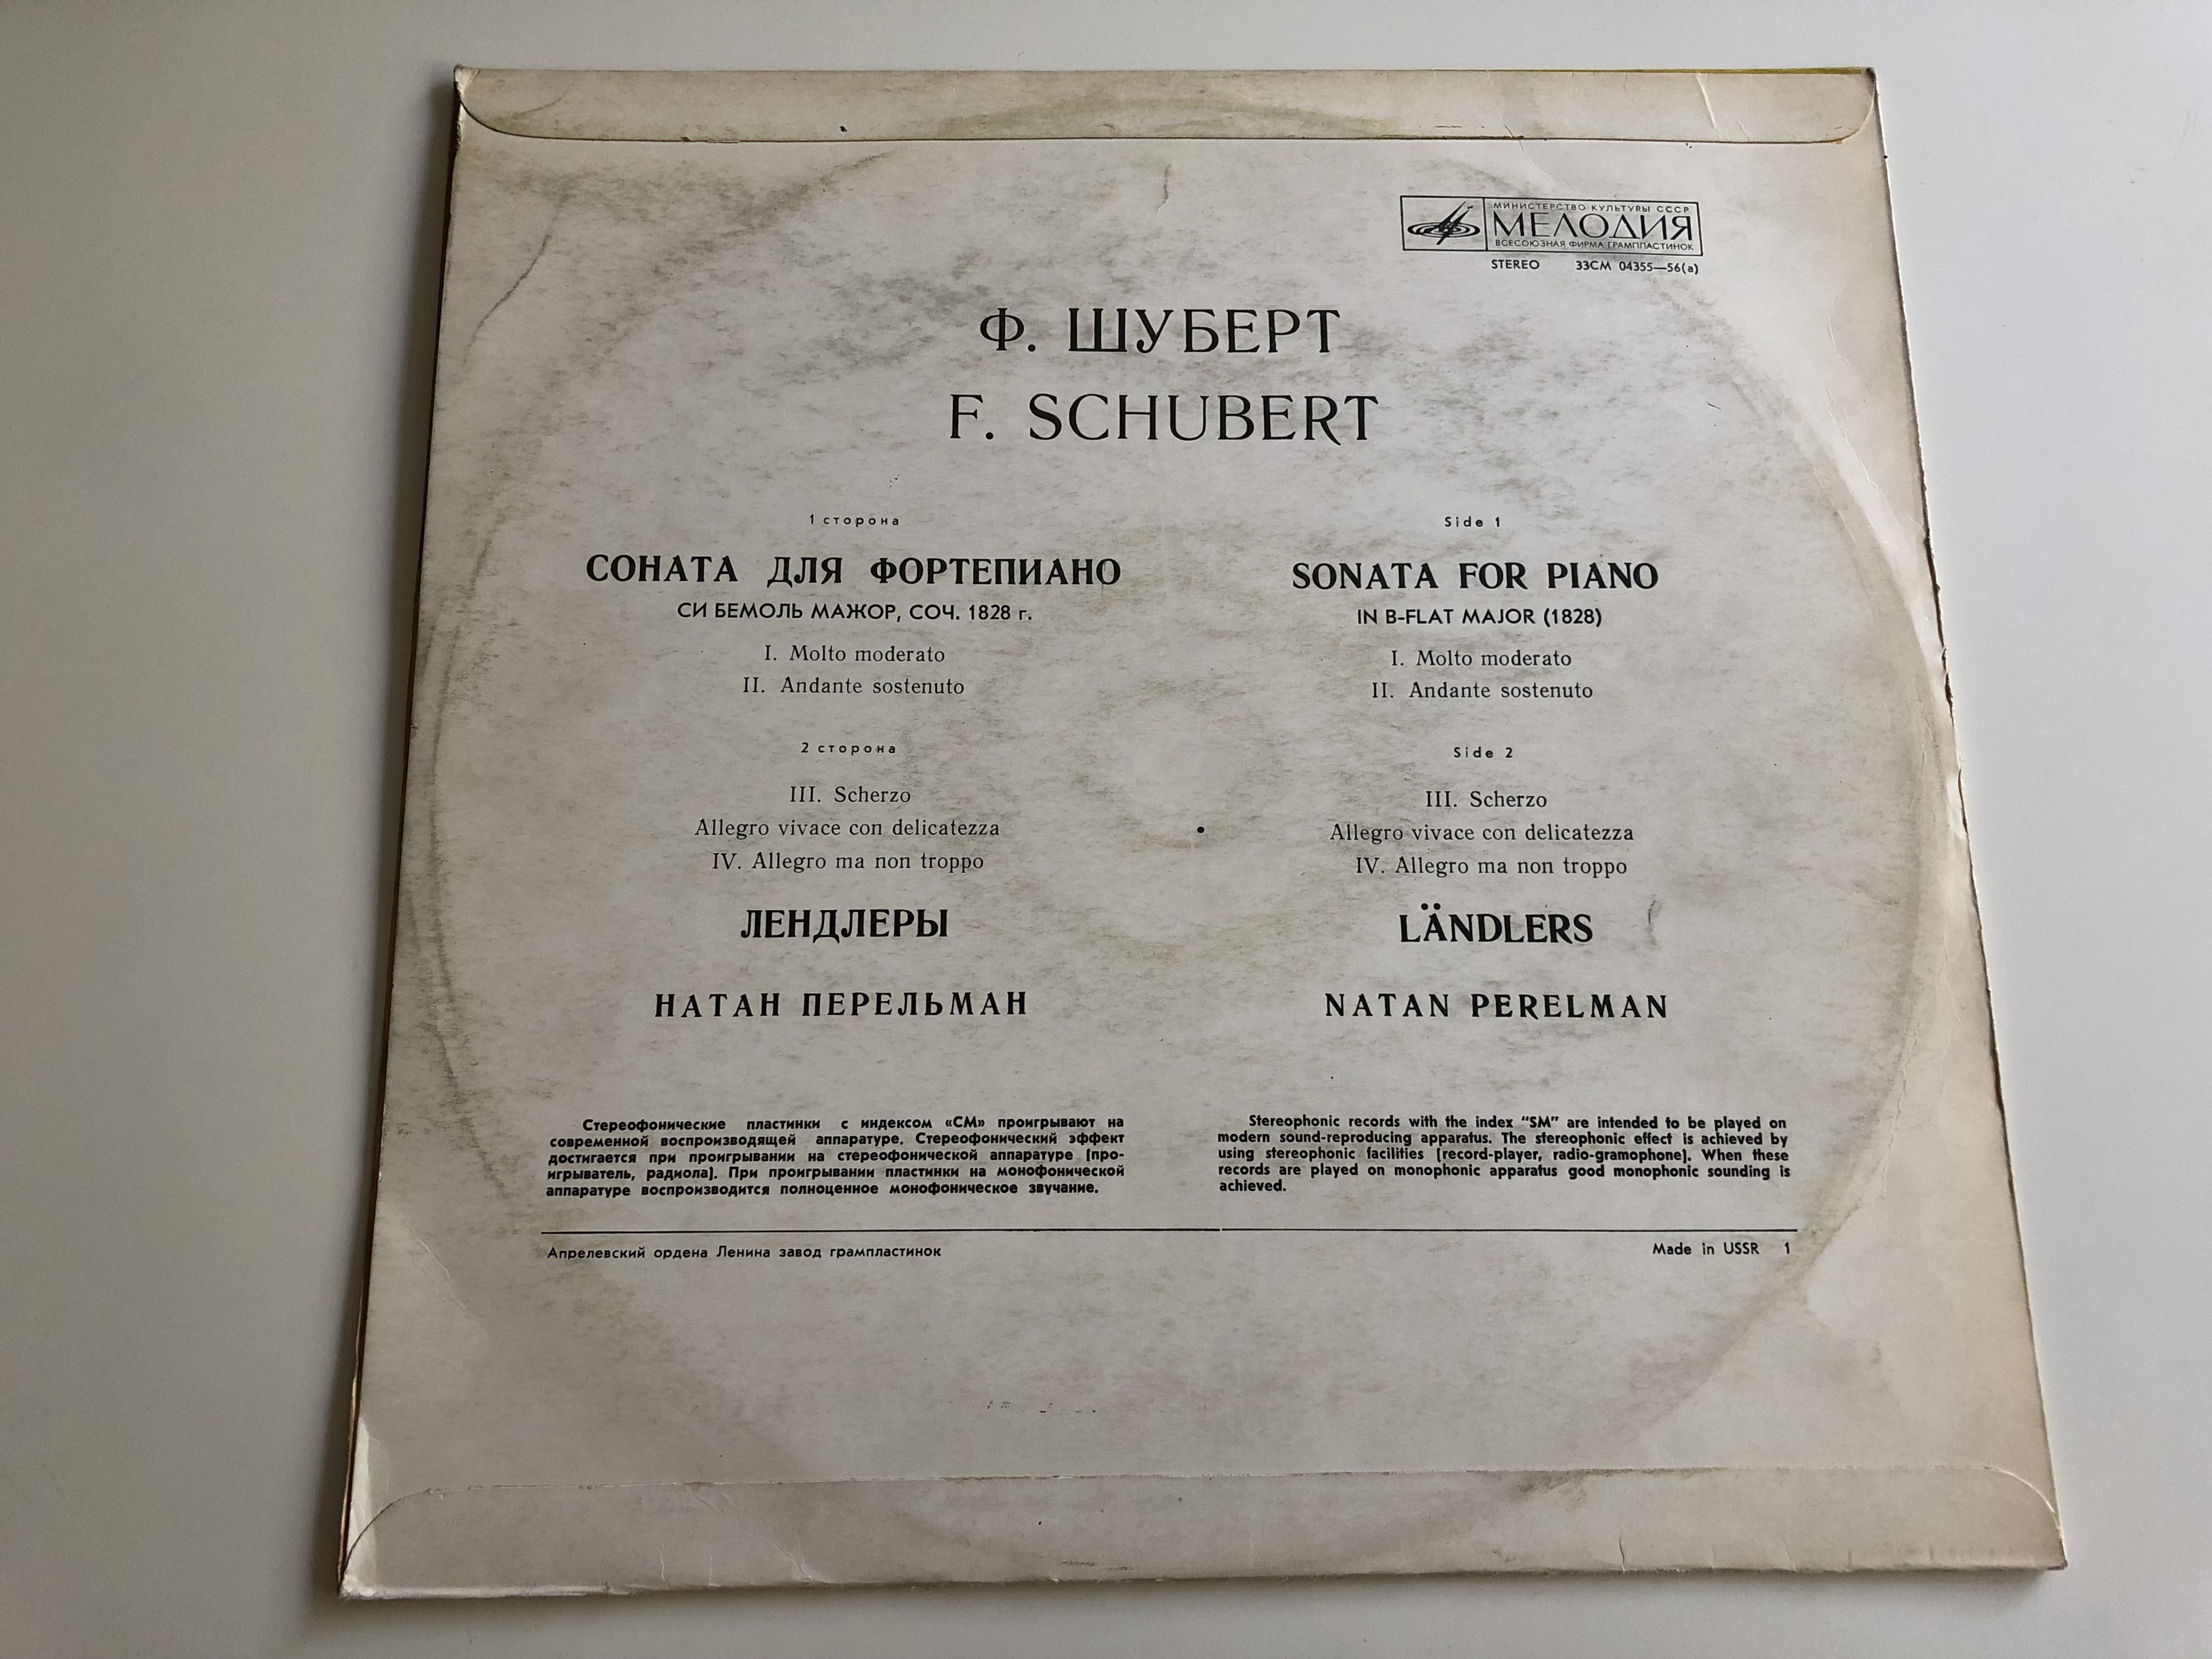 МИНИСТЕРСТВО КУЛЬТУРЫ СССР
МЕЛОДИЯ
ВСЕСОЮЗНАЯ ФИРМА ГРАМПЛАСТИНОК
STEREO 33СМ 04355—56(a)
Ф. ШУБЕРТ
F. SCHUBERT
1 сторона
СОНАТА ДЛЯ ФОРТЕПИАНО
СИ БЕМОЛЬ МАЖОР, СОЧ. 1828 г.
I. Molto moderato
II. Andante sostenuto
2 сторона
III. Scherzo
Allegro vivace con delicatezza
IV. Allegro ma non troppo
ЛЕНДЛЕРЫ
НАТАН ПЕРЕЛЬМАН
Side 1
SONATA FOR PIANO
IN B-FLAT MAJOR (1828)
I. Molto moderato
II. Andante sostenuto
Side 2
III. Scherzo
Allegro vivace con delicatezza
IV. Allegro ma non troppo
LÄNDLERS
NATAN PERELMAN
Стереофонические пластинки с индексом «СМ» проигрывают на
современной воспроизводящей аппаратуре. Стереофонический эффект
достигается при проигрывании на стереофонической аппаратуре (про-
игрыватель, радиола). При проигрывании пластинки на монофонической
аппаратуре воспроизводится полноценное монофоническое звучание.
Stereophonic records with the index “SM” are intended to be played on
modern sound-reproducing apparatus. The stereophonic effect is achieved by
using stereophonic facilities (record-player, radio-gramophone). When these
records are played on monophonic apparatus good monophonic sounding is
achieved.
Апрелевский ордена Ленина завод грампластинок
Made in USSR 1